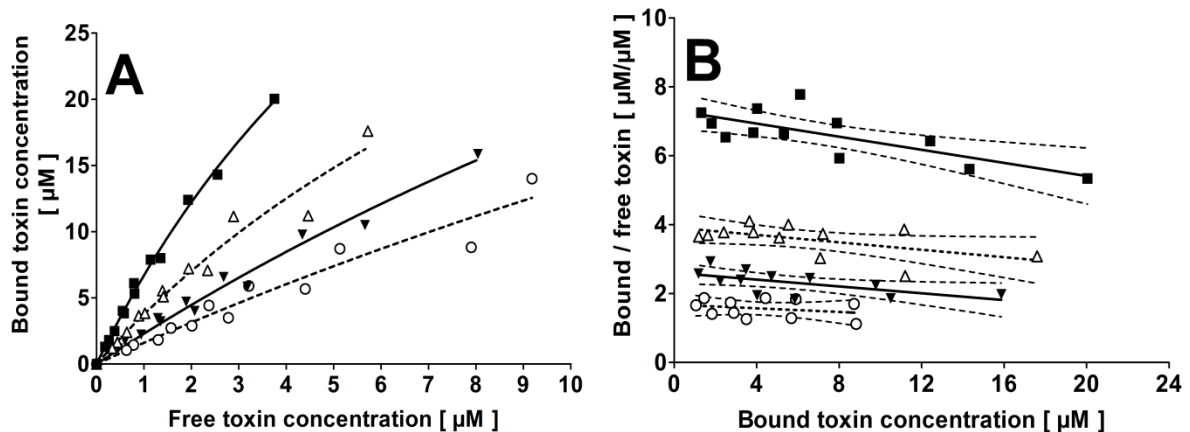 A
Bound toxin concentration
[ µM]
25
20
15
10
5
0
0 1 2 3 4 5 6 7 8 9 10
Free toxin concentration [ µM]
B
Bound / free toxin [ µM/µM]
10
8
6
4
2
0
0 4 8 12 16 20 24
Bound toxin concentration [ µM ]